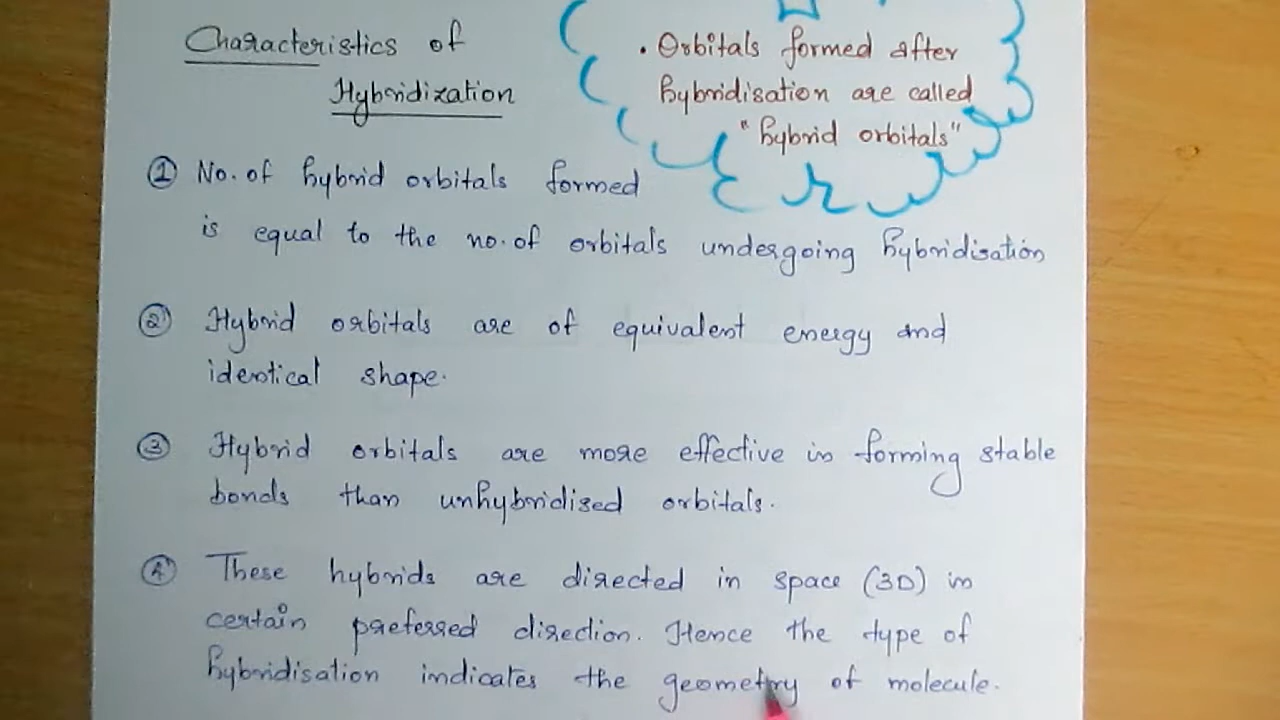 Characteristics of
Hybridization
• Orbitals formed after
hybridisation are called
"hybrid orbitals"
① No. of hybrid orbitals formed
is equal to the no. of orbitals undergoing hybridisation
② Hybrid orbitals are of equivalent energy and
identical shape.
③ Hybrid orbitals are more effective in forming stable
bonds than unhybridised orbitals.
④ These hybrids are directed in space (3D) in
certain preferred direction. Hence the type of
hybridisation indicates the geometry of molecule.